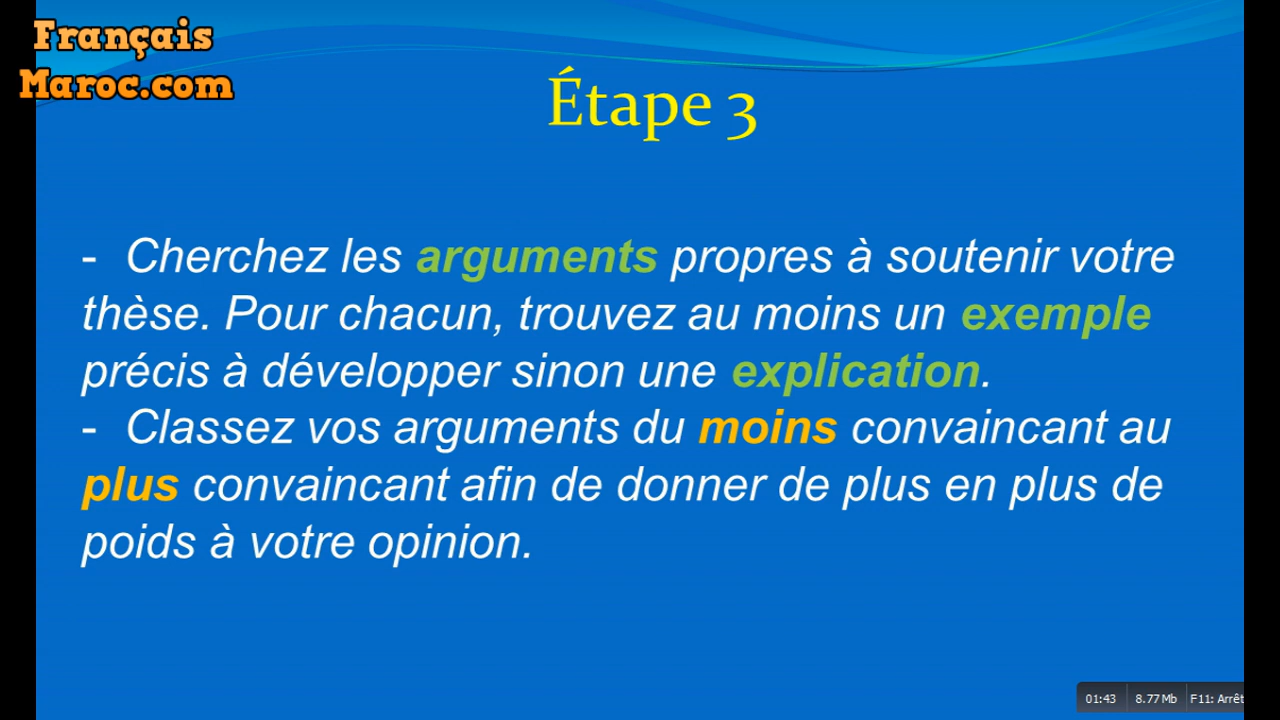 Français
Maroc.com
Étape 3
- Cherchez les arguments propres à soutenir votre
thèse. Pour chacun, trouvez au moins un exemple
précis à développer sinon une explication.
- Classez vos arguments du moins convaincant au
plus convaincant afin de donner de plus en plus de
poids à votre opinion.
01:43 8.77 Mb F11: Arrêt